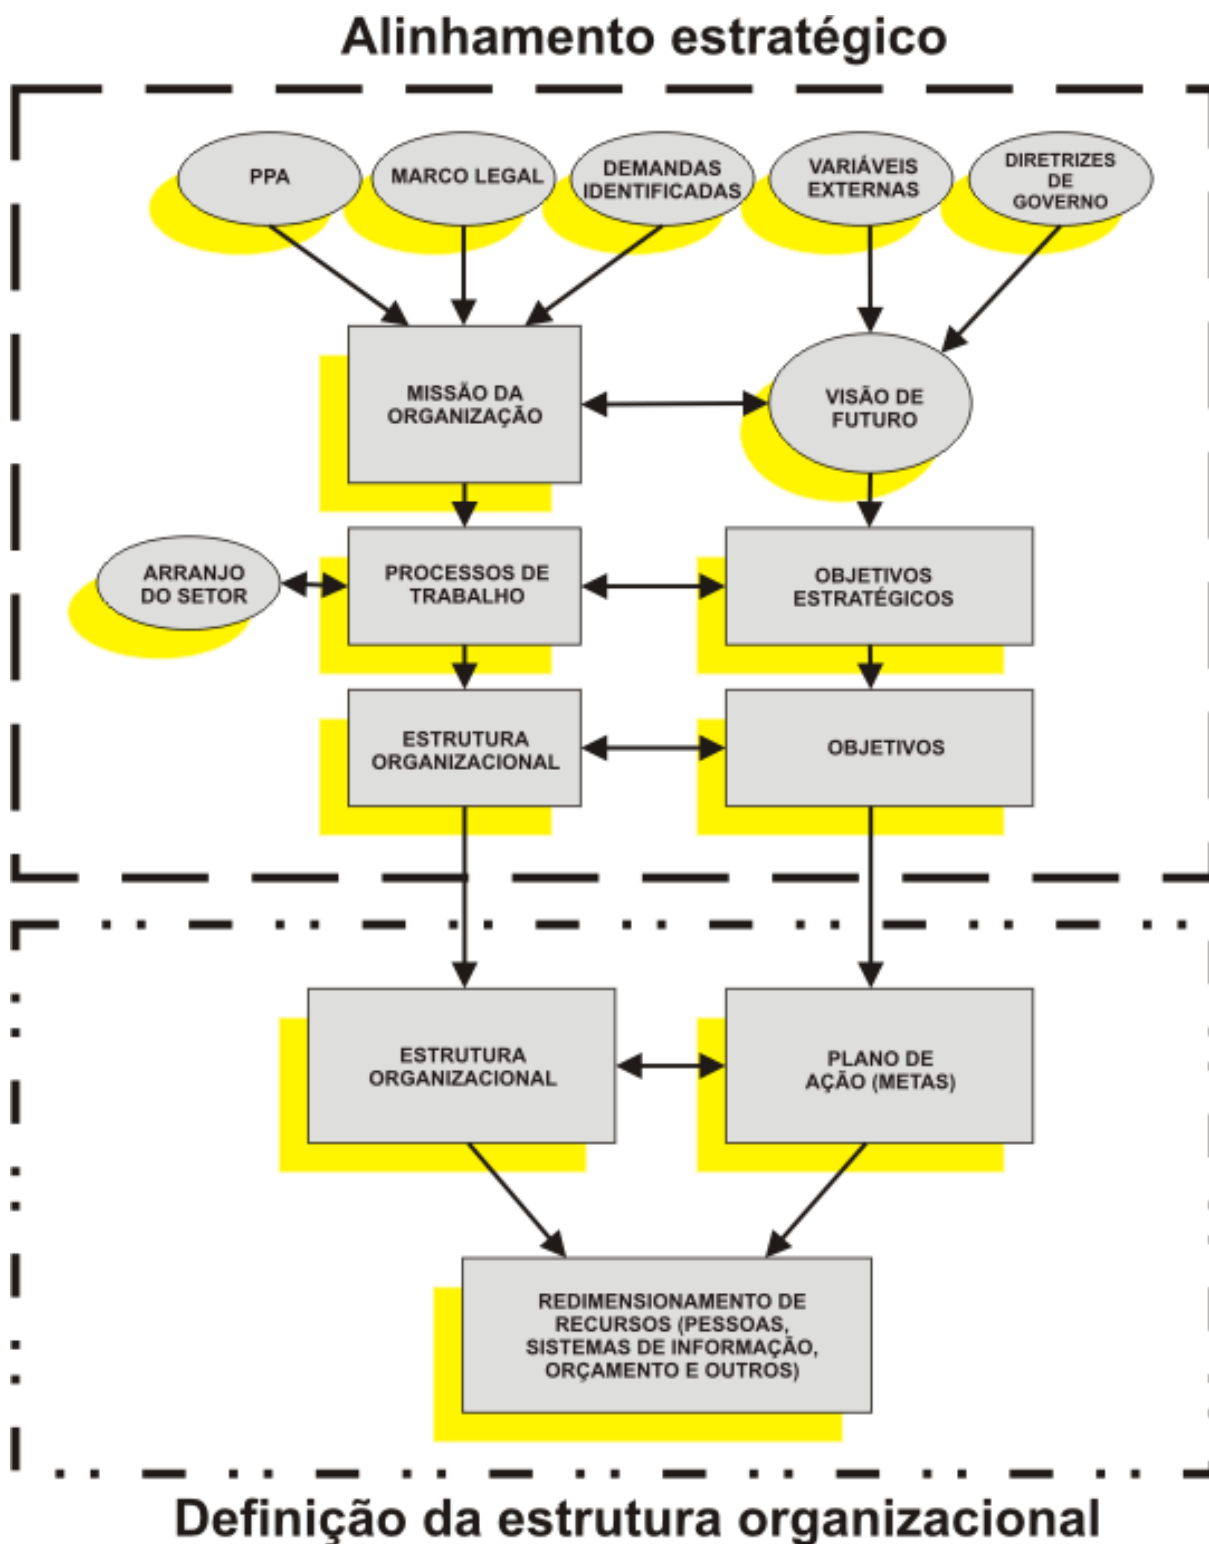 Alinhamento estratégico
PPA
MARCO LEGAL
DEMANDAS
IDENTIFICADAS
VARIÁVEIS
EXTERNAS
DIRETRIZES
DE
GOVERNO
MISSÃO DA
ORGANIZAÇÃO
VISÃO DE
FUTURO
ARRANJO
DO SETOR
PROCESSOS DE
TRABALHO
OBJETIVOS
ESTRATÉGICOS
ESTRUTURA
ORGANIZACIONAL
OBJETIVOS
ESTRUTURA
ORGANIZACIONAL
PLANO DE
AÇÃO (METAS)
REDIMENSIONAMENTO DE
RECURSOS (PESSOAS,
SISTEMAS DE INFORMAÇÃO,
ORÇAMENTO E OUTROS)
Definição da estrutura organizacional